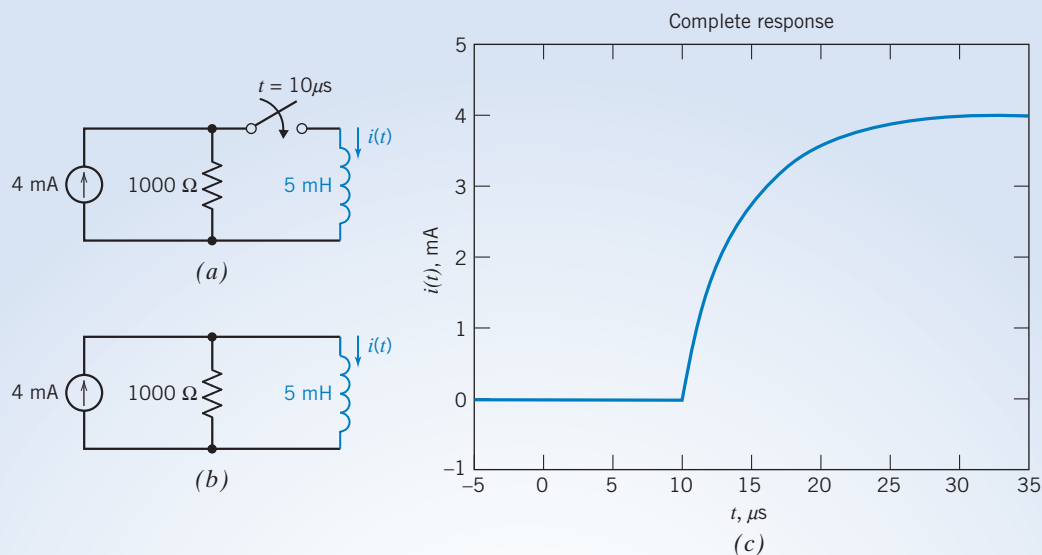 t = 10μs
i(t)
4 mA
1000 Ω
5 mH
(a)
i(t)
4 mA
1000 Ω
5 mH
(b)
Complete response
5
4
3
2
1
0
–1
i(t), mA
–5 0 5 10 15 20 25 30 35
t, μs
(c)